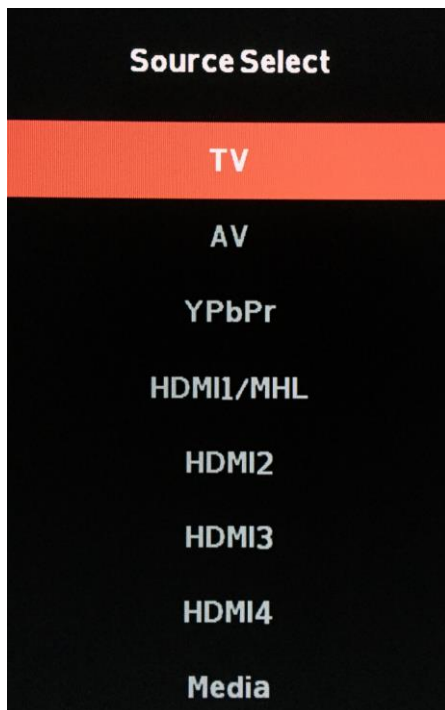 Source Select
TV
AV
YPbPr
HDMI1/MHL
HDMI2
HDMI3
HDMI4
Media